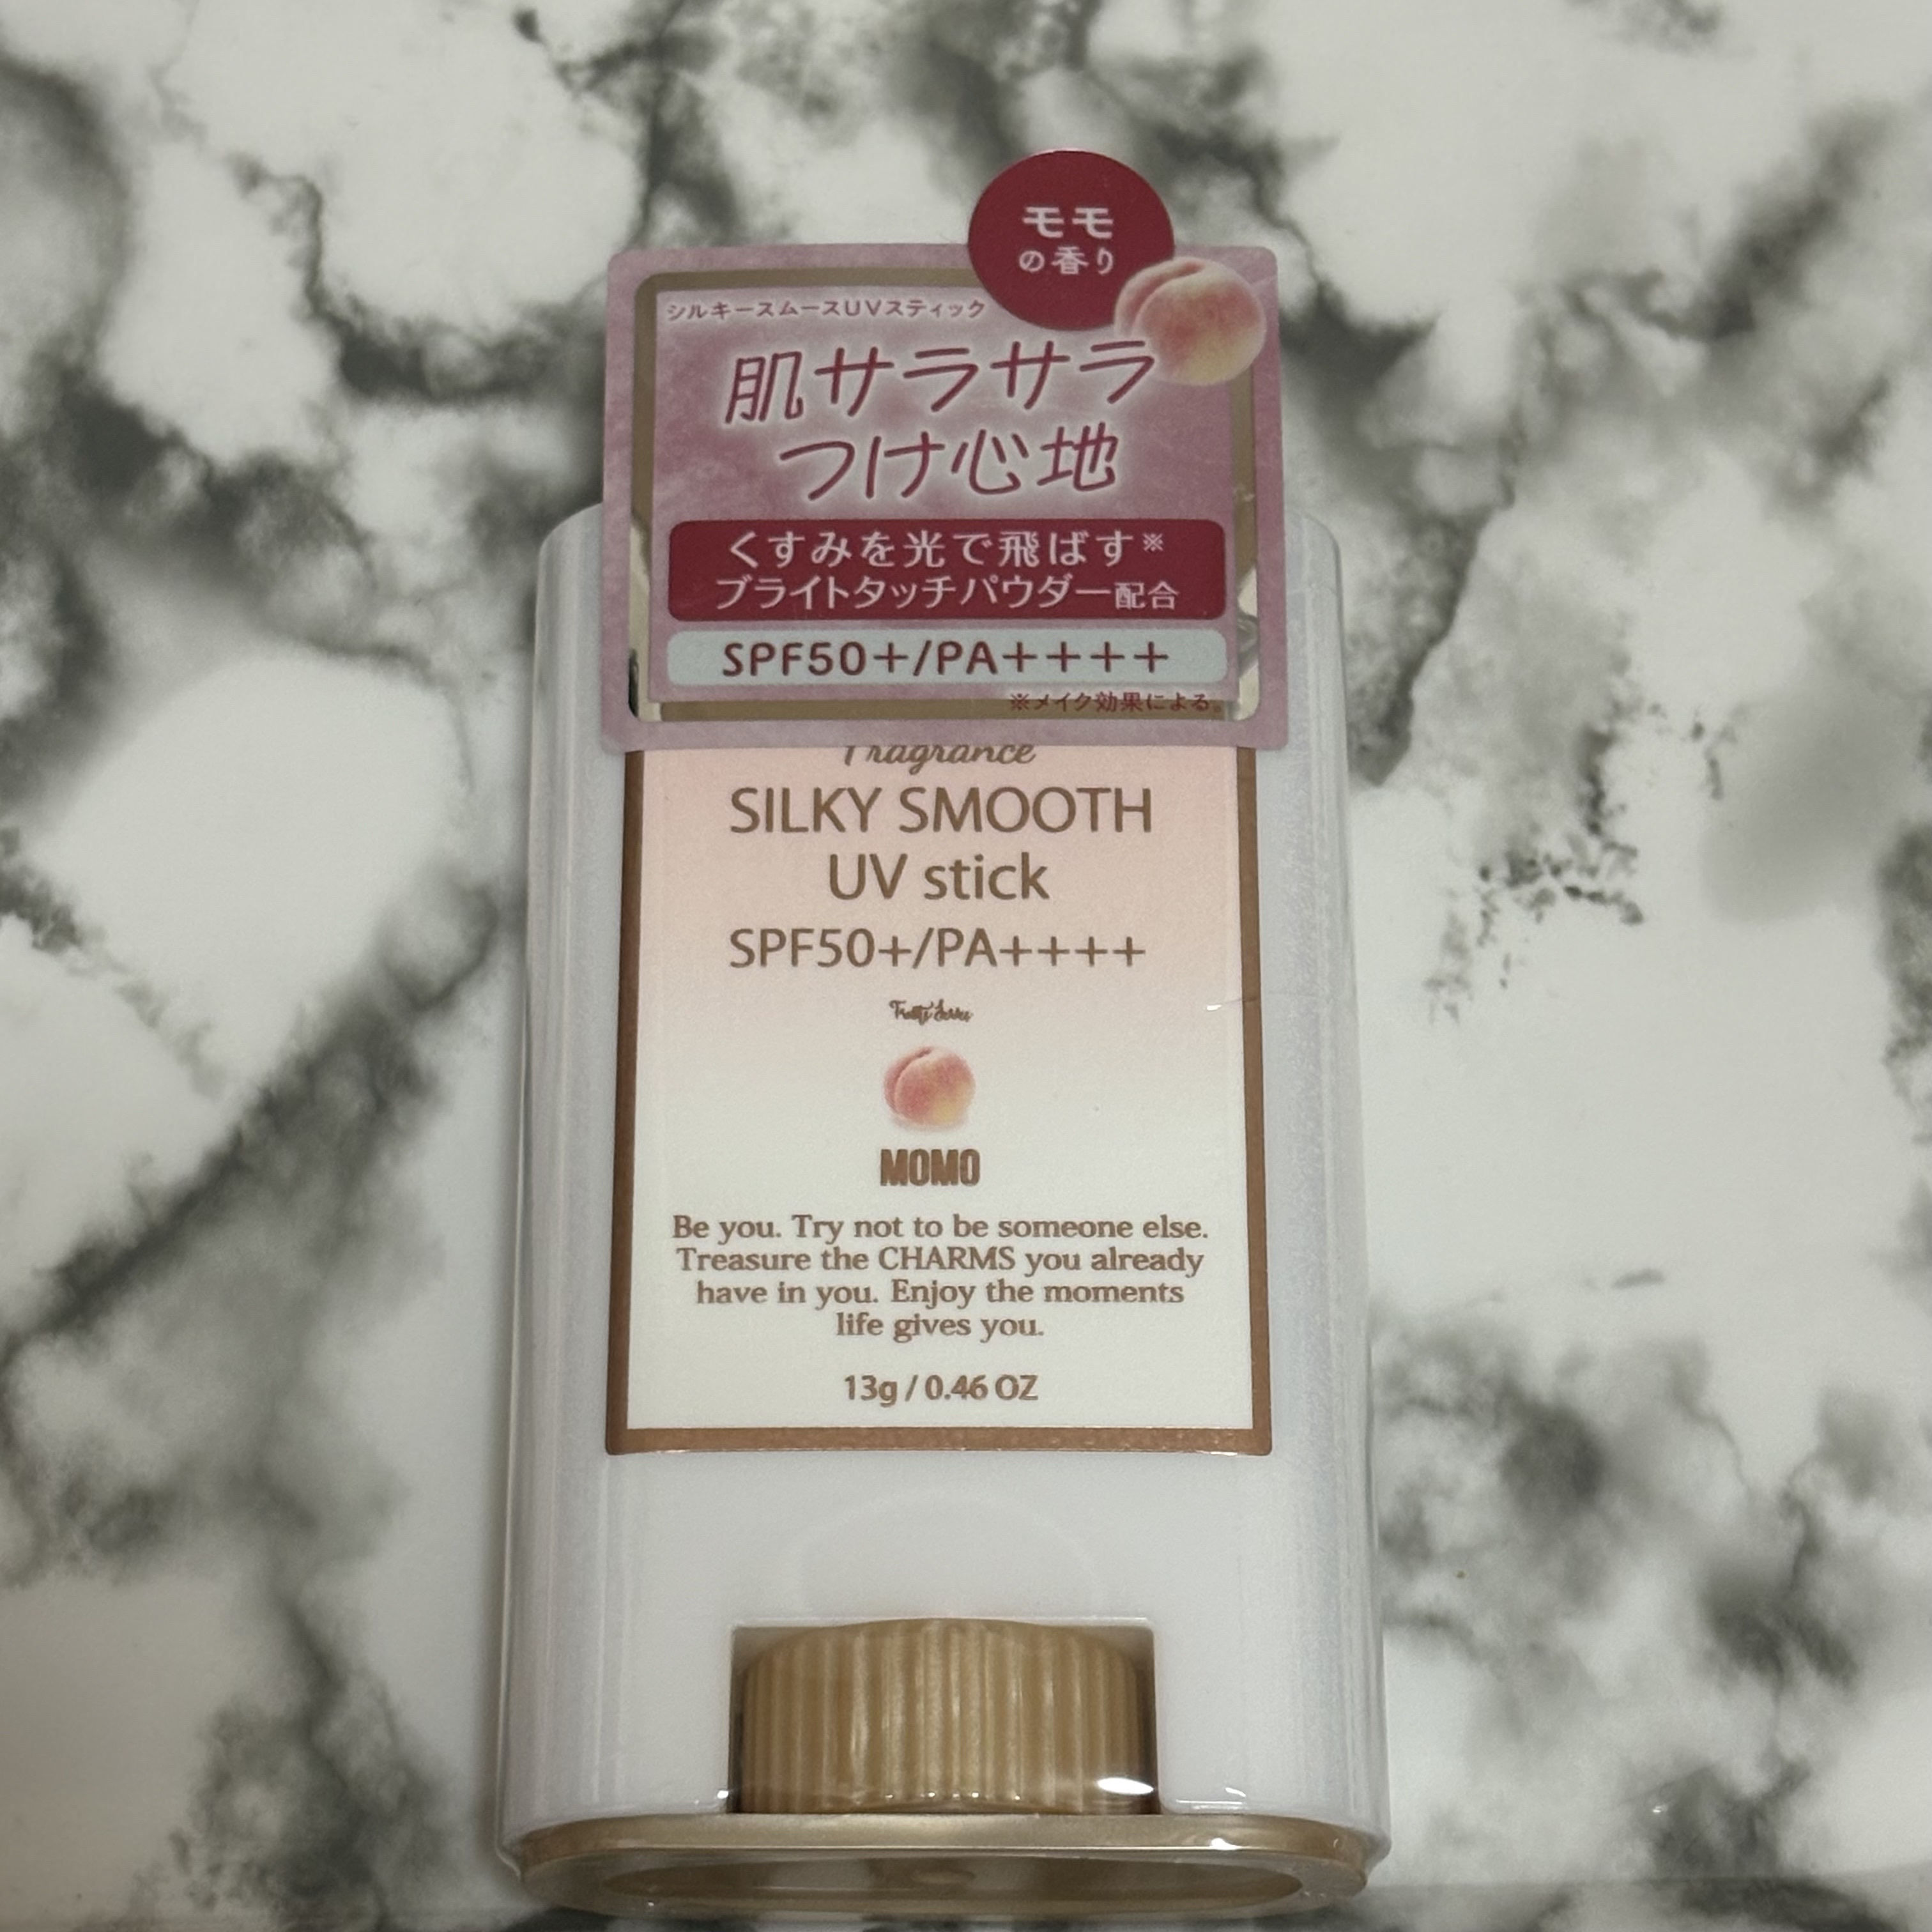 モモ
の香り
シルキースムースUVスティック
肌サラサラ
つけ心地
くすみを光で飛ばす※
ブライトタッチパウダー配合
SPF50+/PA++++
※メイク効果による。
Fragrance
SILKY SMOOTH
UV stick
SPF50+/PA++++
MOMO
Be you. Try not to be someone else.
Treasure the CHARMS you already
have in you. Enjoy the moments
life gives you.
13g / 0.46 OZ